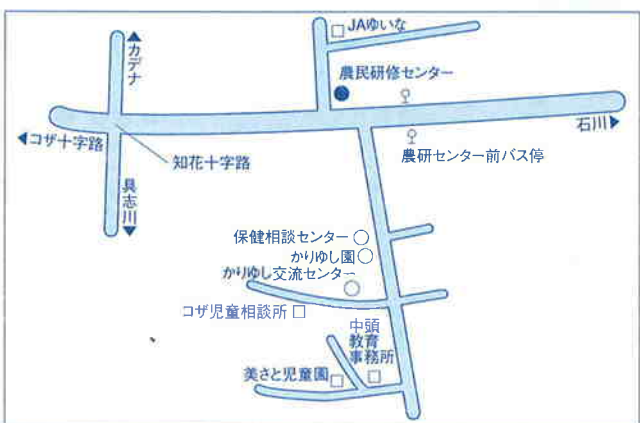 JAゆいな
▲カデナ
農民研修センター
石川▶
◀コザ十字路
知花十字路
農研センター前バス停
具志川▼
保健相談センター
かりゆし園
かりゆし交流センター
コザ児童相談所
中頭
教育
事務所
美さと児童園